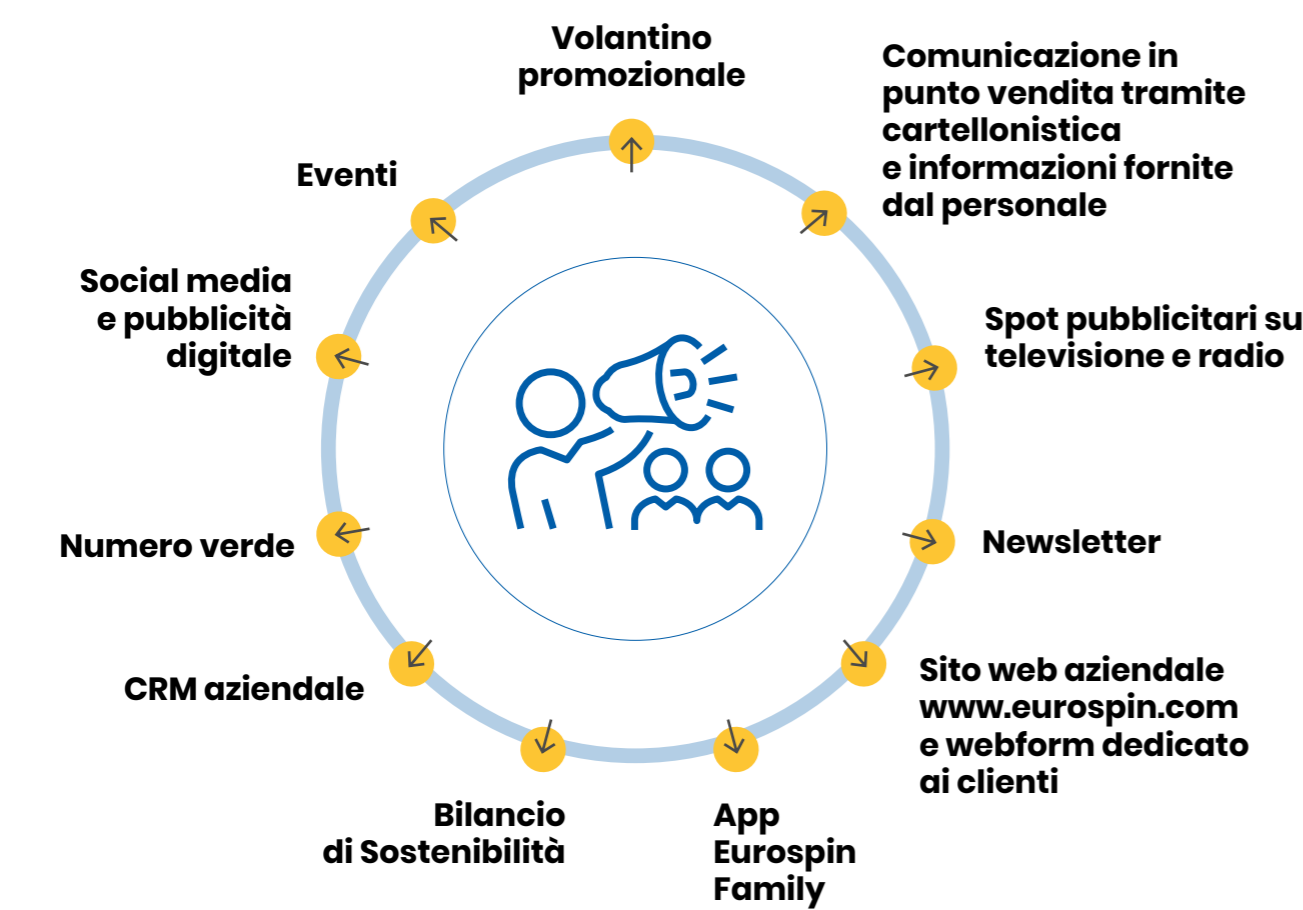 Volantino
promozionale
Comunicazione in
punto vendita tramite
cartellonistica
e informazioni fornite
dal personale
Spot pubblicitari su
televisione e radio
Newsletter
Sito web aziendale
www.eurospin.com
e webform dedicato
ai clienti
App
Eurospin
Family
Bilancio
di Sostenibilità
CRM aziendale
Numero verde
Social media
e pubblicità
digitale
Eventi